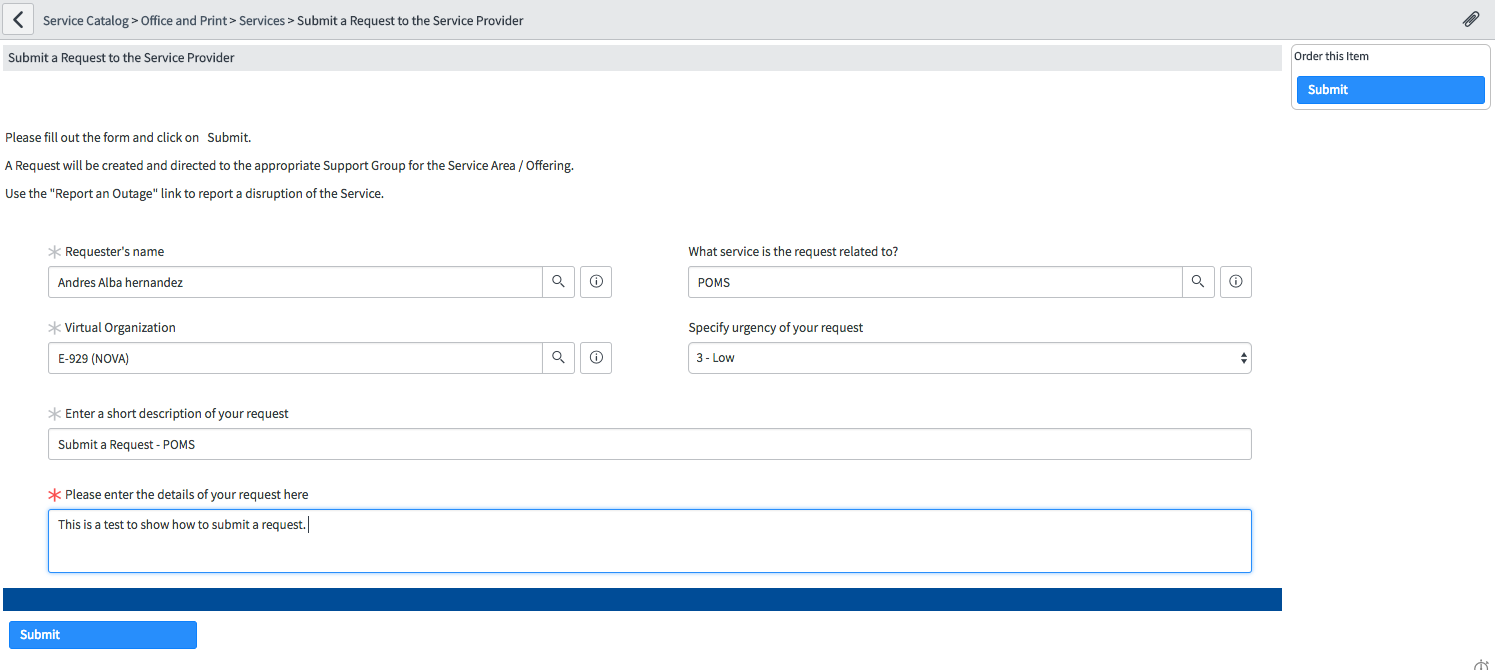 Service Catalog > Office and Print > Services > Submit a Request to the Service Provider
Submit a Request to the Service Provider
Order this Item
Submit
Please fill out the form and click on Submit.
A Request will be created and directed to the appropriate Support Group for the Service Area / Offering.
Use the "Report an Outage" link to report a disruption of the Service.
Requester's name
What service is the request related to?
Andres Alba hernandez
POMS
Virtual Organization
Specify urgency of your request
E-929 (NOVA)
3 - Low
Enter a short description of your request
Submit a Request - POMS
Please enter the details of your request here
This is a test to show how to submit a request.
Submit